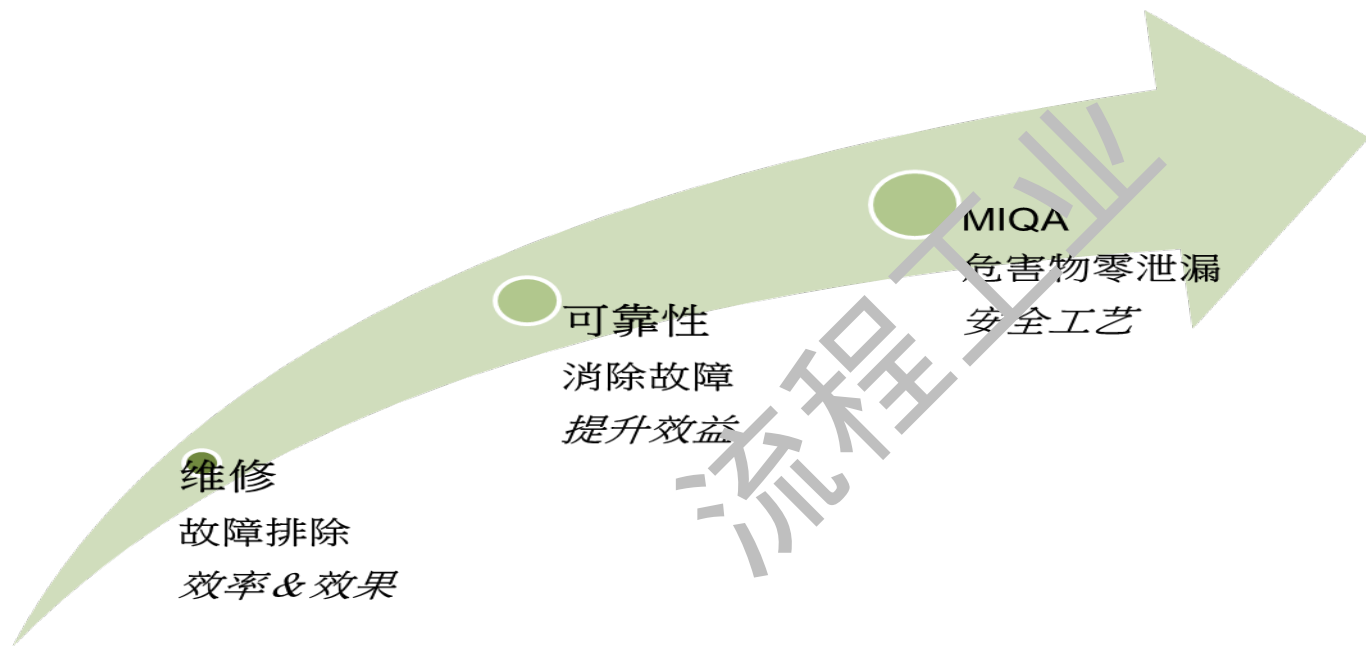 MIQA
危害物零泄漏
安全工艺
可靠性
消除故障
提升效益
维修
故障排除
效率&效果
流程工业